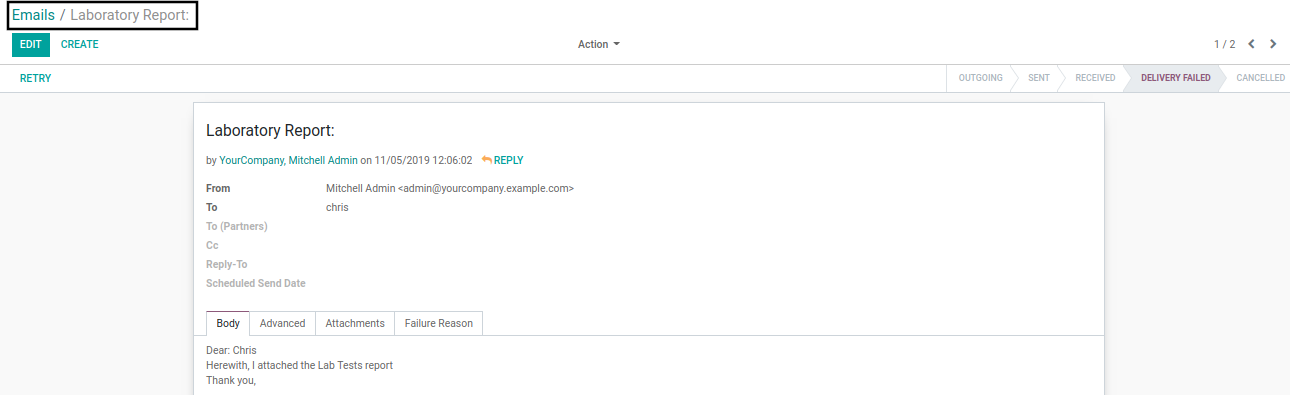 Emails / Laboratory Report:
EDIT CREATE Action 1 / 2
RETRY OUTGOING SENT RECEIVED DELIVERY FAILED CANCELLED
Laboratory Report:
by YourCompany, Mitchell Admin on 11/05/2019 12:06:02 REPLY
From Mitchell Admin <admin@yourcompany.example.com>
To chris
To (Partners)
Cc
Reply-To
Scheduled Send Date
Body Advanced Attachments Failure Reason
Dear: Chris
Herewith, I attached the Lab Tests report
Thank you,